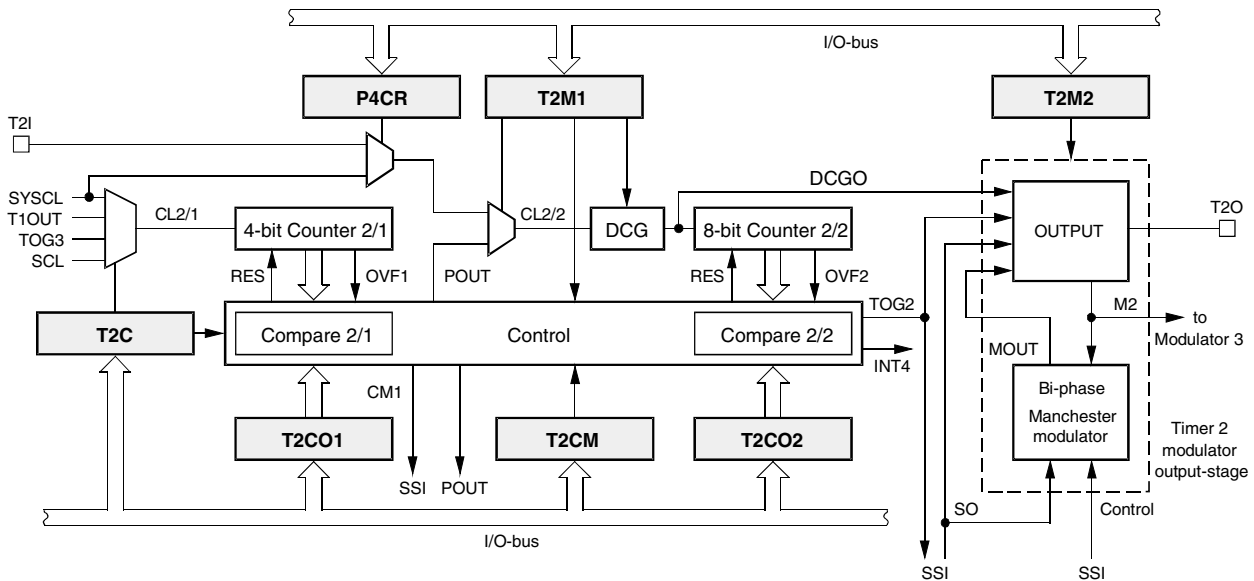 I/O-bus
P4CR
T2M1
T2M2
T2I
SYSCL
T1OUT
TOG3
SCL
CL2/1
4-bit Counter 2/1
CL2/2
DCG
DCGO
8-bit Counter 2/2
OUTPUT
T2O
RES
OVF1
POUT
RES
OVF2
TOG2
T2C
Compare 2/1
Control
Compare 2/2
INT4
M2
to
Modulator 3
MOUT
Bi-phase
Manchester
modulator
Timer 2
modulator
output-stage
CM1
T2CO1
T2CM
T2CO2
SSI
POUT
SO
Control
I/O-bus
SSI
SSI